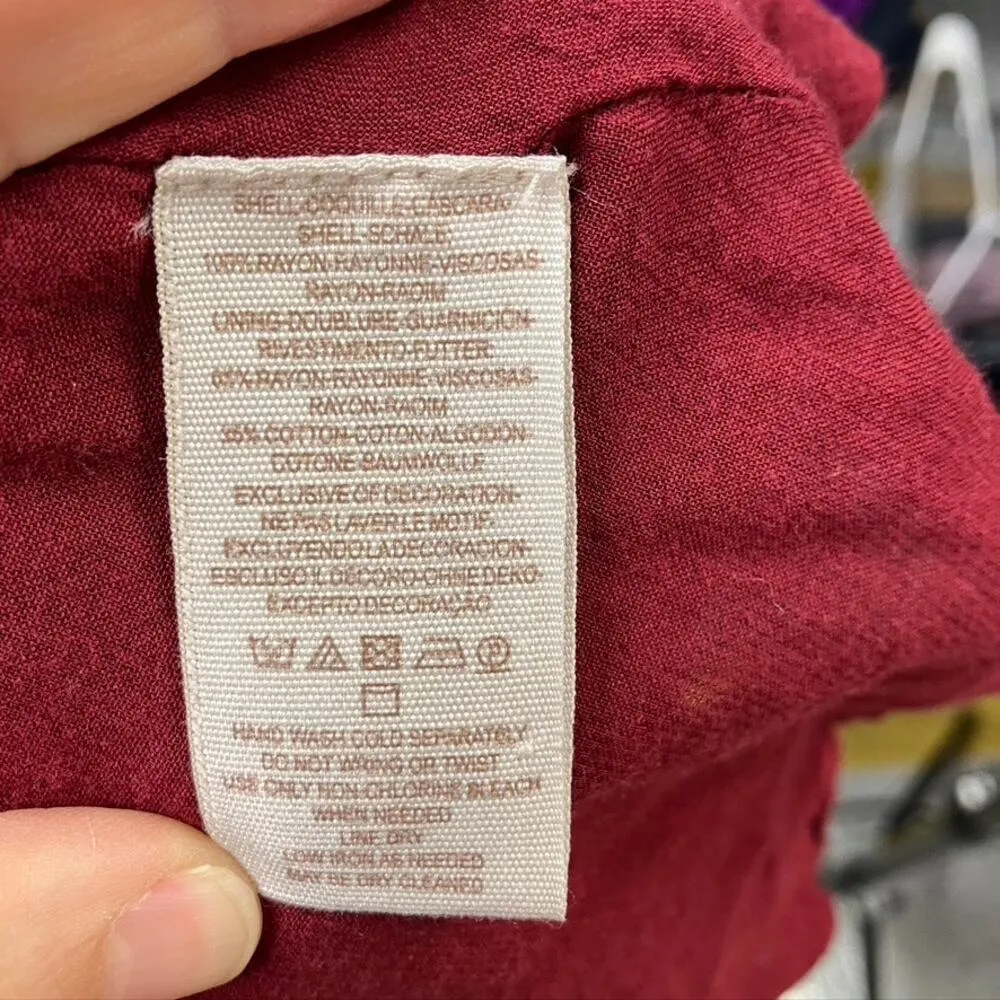 SHELL-COQUILLE-CASCARA-
SHELL-SCHALE
100% RAYON-RAYONNE-VISCOSAS-
RAYON-RAOIM
LINING-DOUBLURE-GUARNICION-
RIVESTIMENTO-FUTTER
RAYON-RAYONNE-VISCOSAS-
RAYON-RAOIM
COTTON-COTON-ALGODON-
COTONE-BAUMWOLLE
EXCLUSIVE OF DECORATION-
NE PAS LAVER LE MOTIF.
EXCLUYENDO LA DECORACION-
ESCLUSO IL DECORO-OHNE DEKO-
EXCEPTO DECORAÇÃO
HAND WASH COLD SEPARATELY
DO NOT WRING OR TWIST
USE ONLY NON-CHLORINE BLEACH
WHEN NEEDED
LINE DRY
LOW IRON AS NEEDED
MAY BE DRY CLEANED